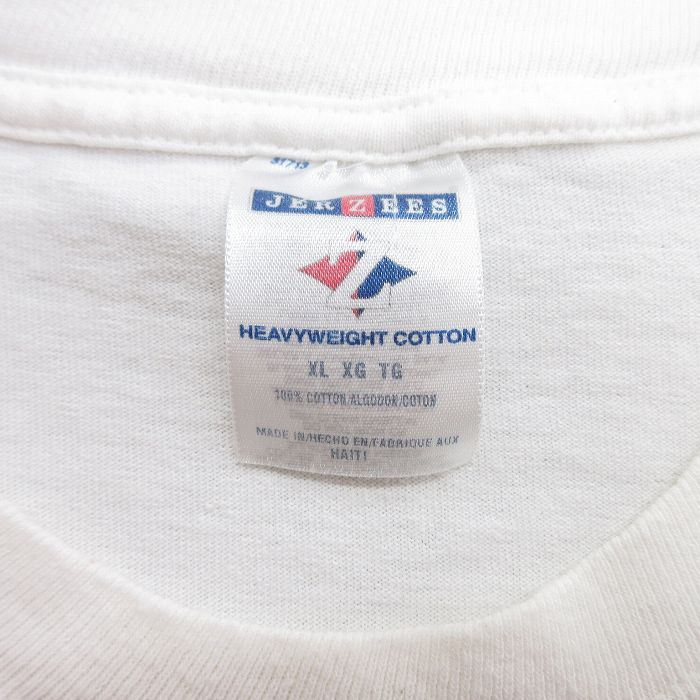 JERZEES
HEAVYWEIGHT COTTON
XL XG TG
100% COTTON/ALGODON/COTON
MADE IN/HECHO EN/FABRIQUE AUX
HAITI